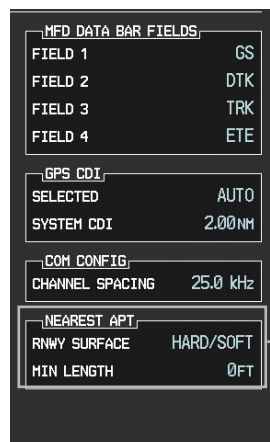 MFD DATA BAR FIELDS
FIELD 1 GS
FIELD 2 DTK
FIELD 3 TRK
FIELD 4 ETE
GPS CDI
SELECTED AUTO
SYSTEM CDI 2.00NM
COM CONFIG
CHANNEL SPACING 25.0 kHz
NEAREST APT
RNWY SURFACE HARD/SOFT
MIN LENGTH 0FT